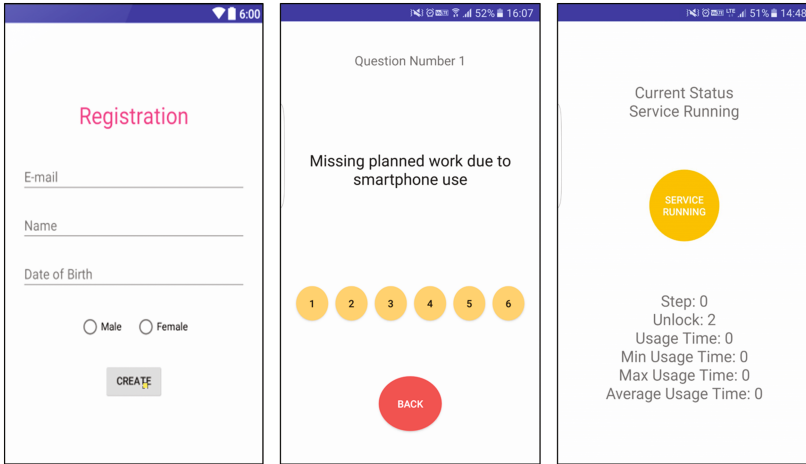 6:00
Registration
E-mail
Name
Date of Birth
Male Female
CREATE
52% 16:07
Question Number 1
Missing planned work due to
smartphone use
1 2 3 4 5 6
BACK
LTE 51% 14:48
Current Status
Service Running
SERVICE
RUNNING
Step: 0
Unlock: 2
Usage Time: 0
Min Usage Time: 0
Max Usage Time: 0
Average Usage Time: 0